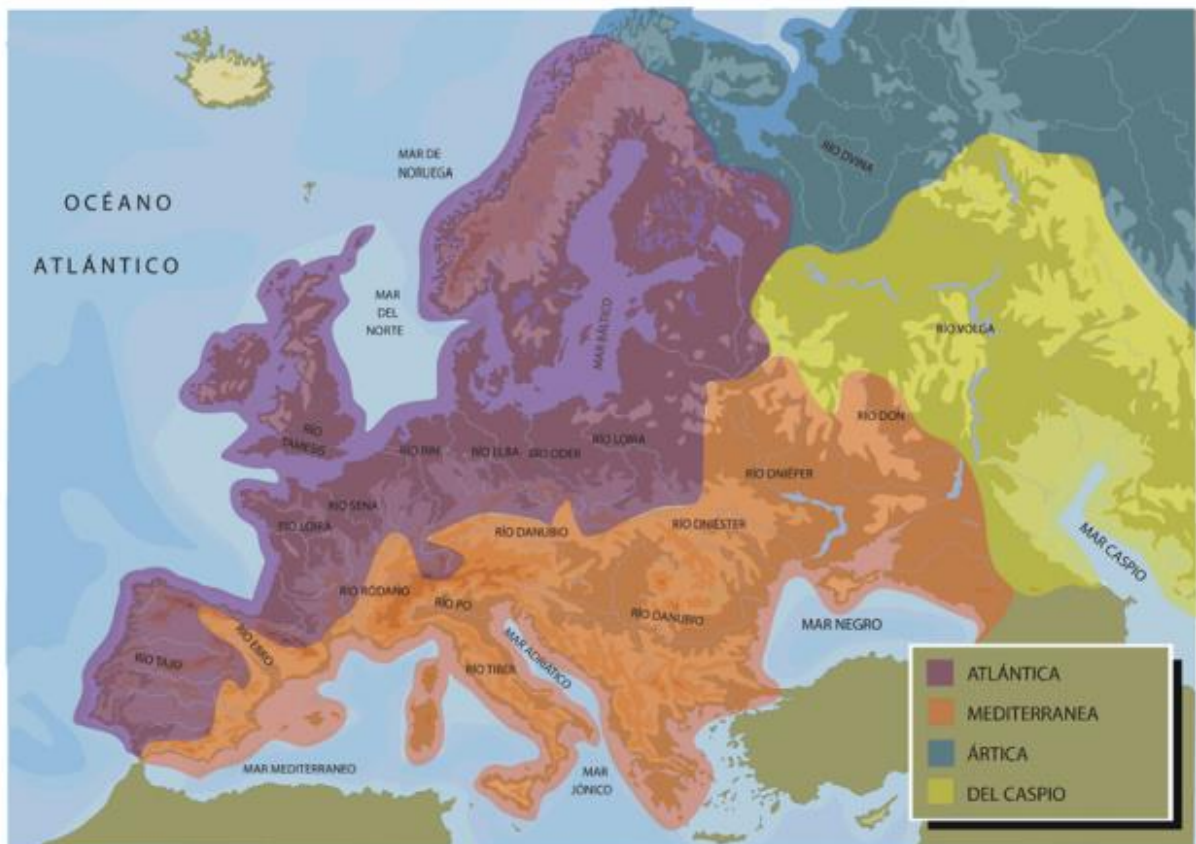 MAR DE
NORUEGA
OCÉANO
ATLÁNTICO
MAR
DEL
NORTE
RÍO DVINA
RÍO VOLGA
MAR BÁLTICO
RÍO DON
RÍO
TÁMESIS
RÍO RIN
RÍO ELBA
RÍO ODER
RÍO LOIRA
RÍO SENA
RÍO LOIRA
RÍO DNIÉPER
RÍO DANUBIO
RÍO DNIÉSTER
MAR CASPIO
RÍO RÓDANO
RÍO PO
RÍO DANUBIO
MAR NEGRO
RÍO EBRO
RÍO TAJO
MAR ADRIÁTICO
RÍO TIBER
MAR MEDITERRANEO
MAR
JÓNICO
ATLÁNTICA
MEDITERRANEA
ÁRTICA
DEL CASPIO